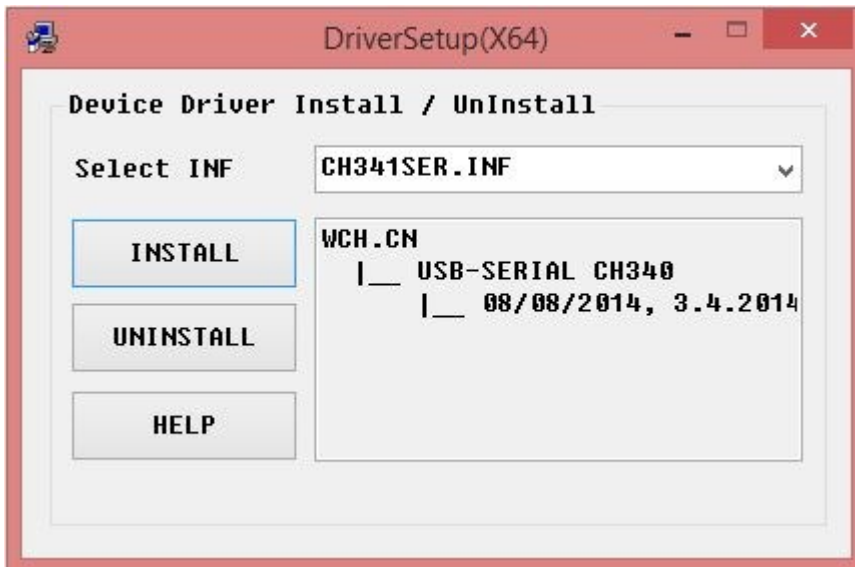 DriverSetup(X64)
Device Driver Install / UnInstall
Select INF
CH341SER.INF
INSTALL
UNINSTALL
HELP
WCH.CN
|__ USB-SERIAL CH340
|__ 08/08/2014, 3.4.2014